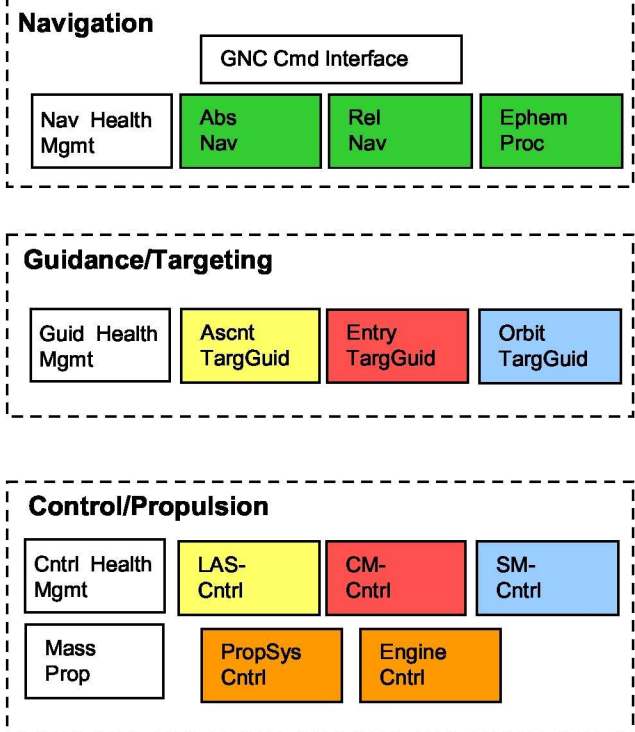 Navigation
GNC Cmd Interface
Nav Health
Mgmt
Abs
Nav
Rel
Nav
Ephem
Proc
Guidance/Targeting
Guid Health
Mgmt
Ascnt
TargGuid
Entry
TargGuid
Orbit
TargGuid
Control/Propulsion
Cntrl Health
Mgmt
LAS-
Cntrl
CM-
Cntrl
SM-
Cntrl
Mass
Prop
PropSys
Cntrl
Engine
Cntrl